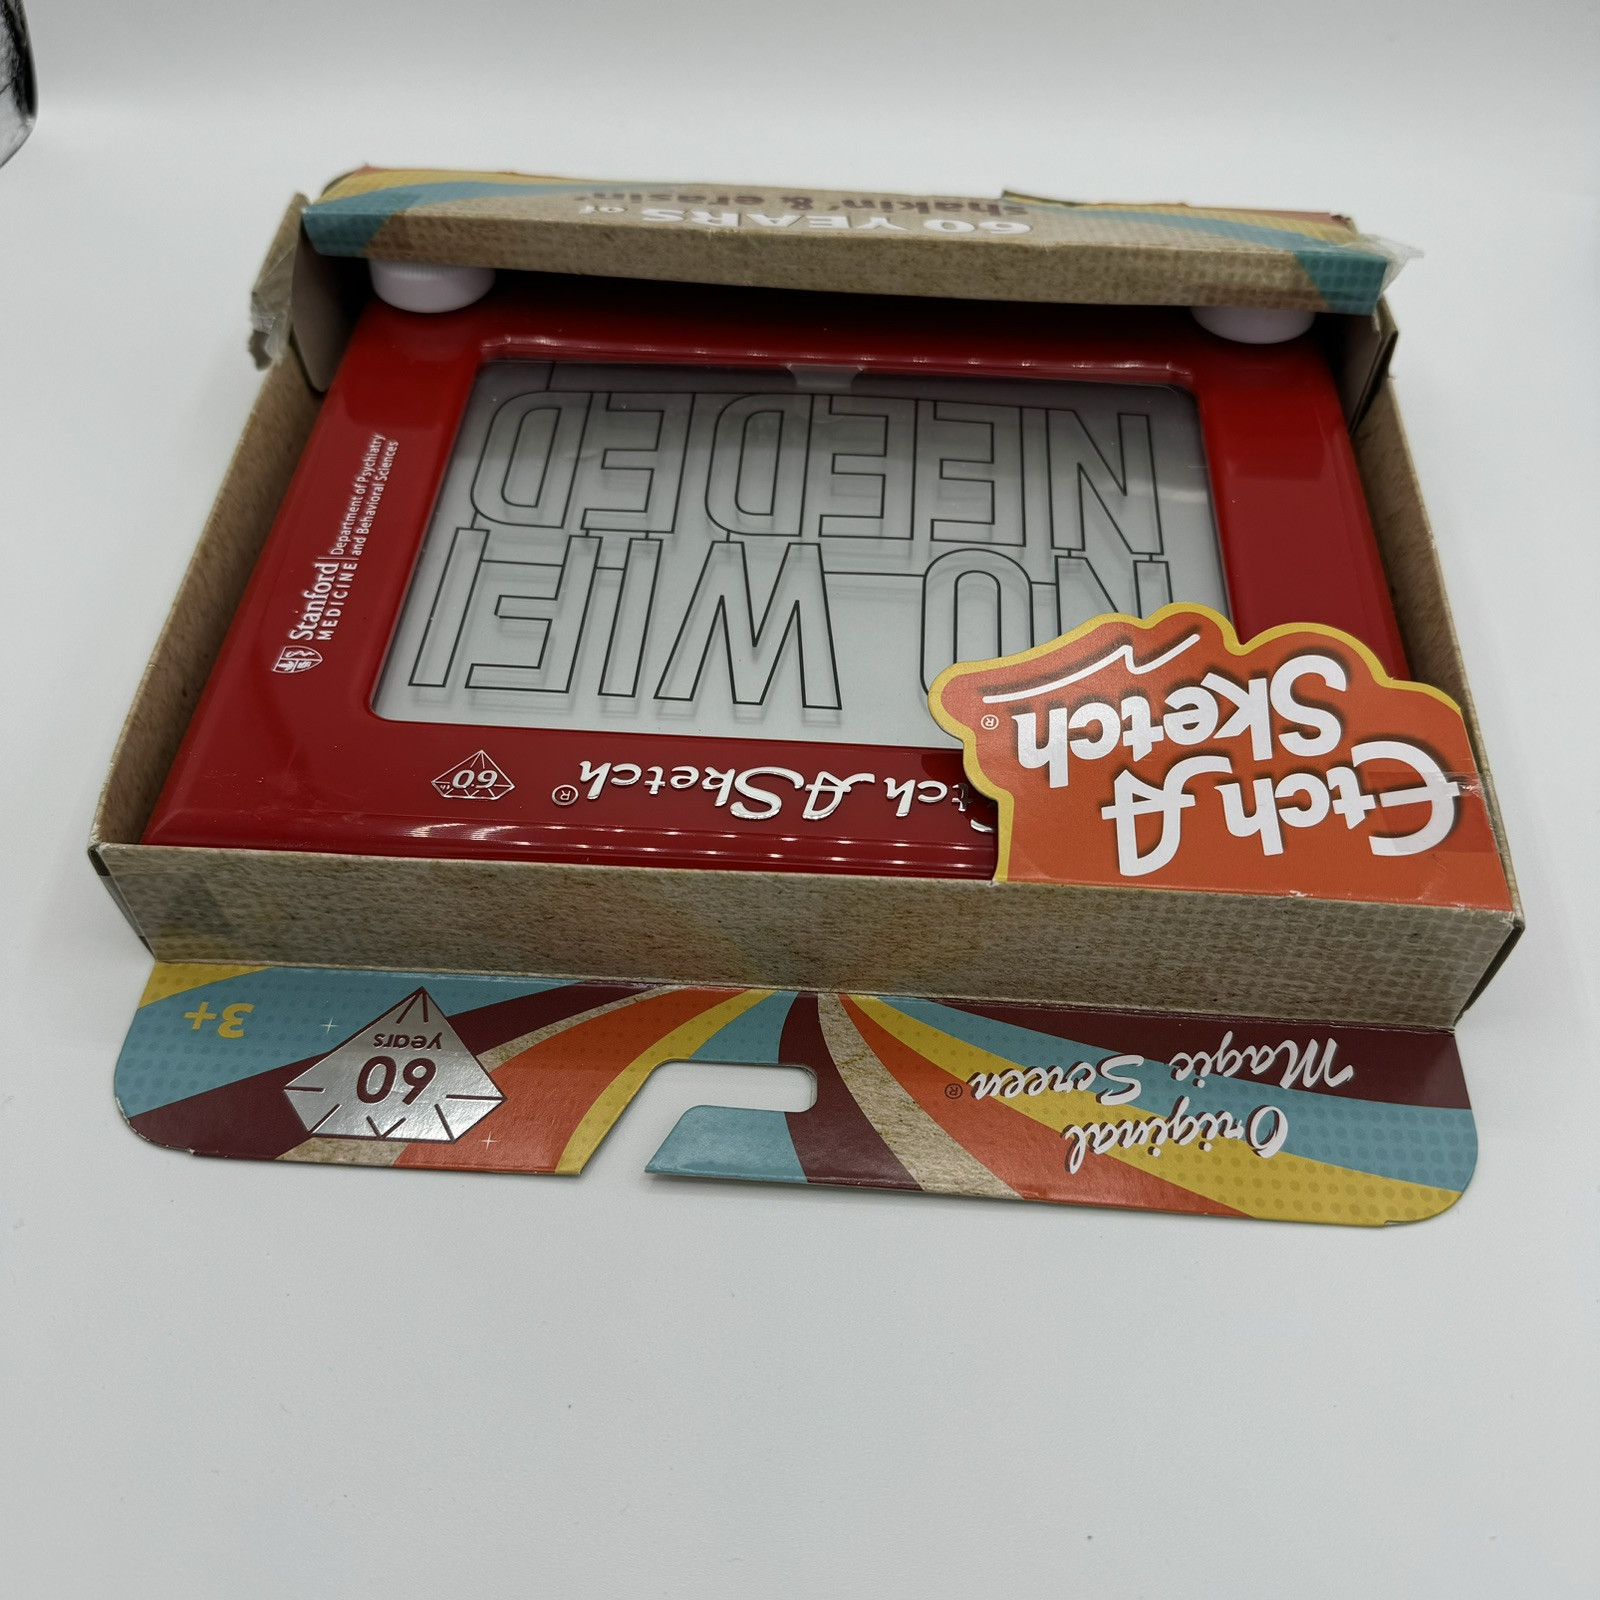 Original
Magic Screen®
60
years
3+
Etch A
Sketch®
tch A Sketch®
60
NO WIFI
NEEDED
Stanford
MEDICINE
Department of Psychiatry
and Behavioral Sciences
60 YEARS of
shakin' & erasin'